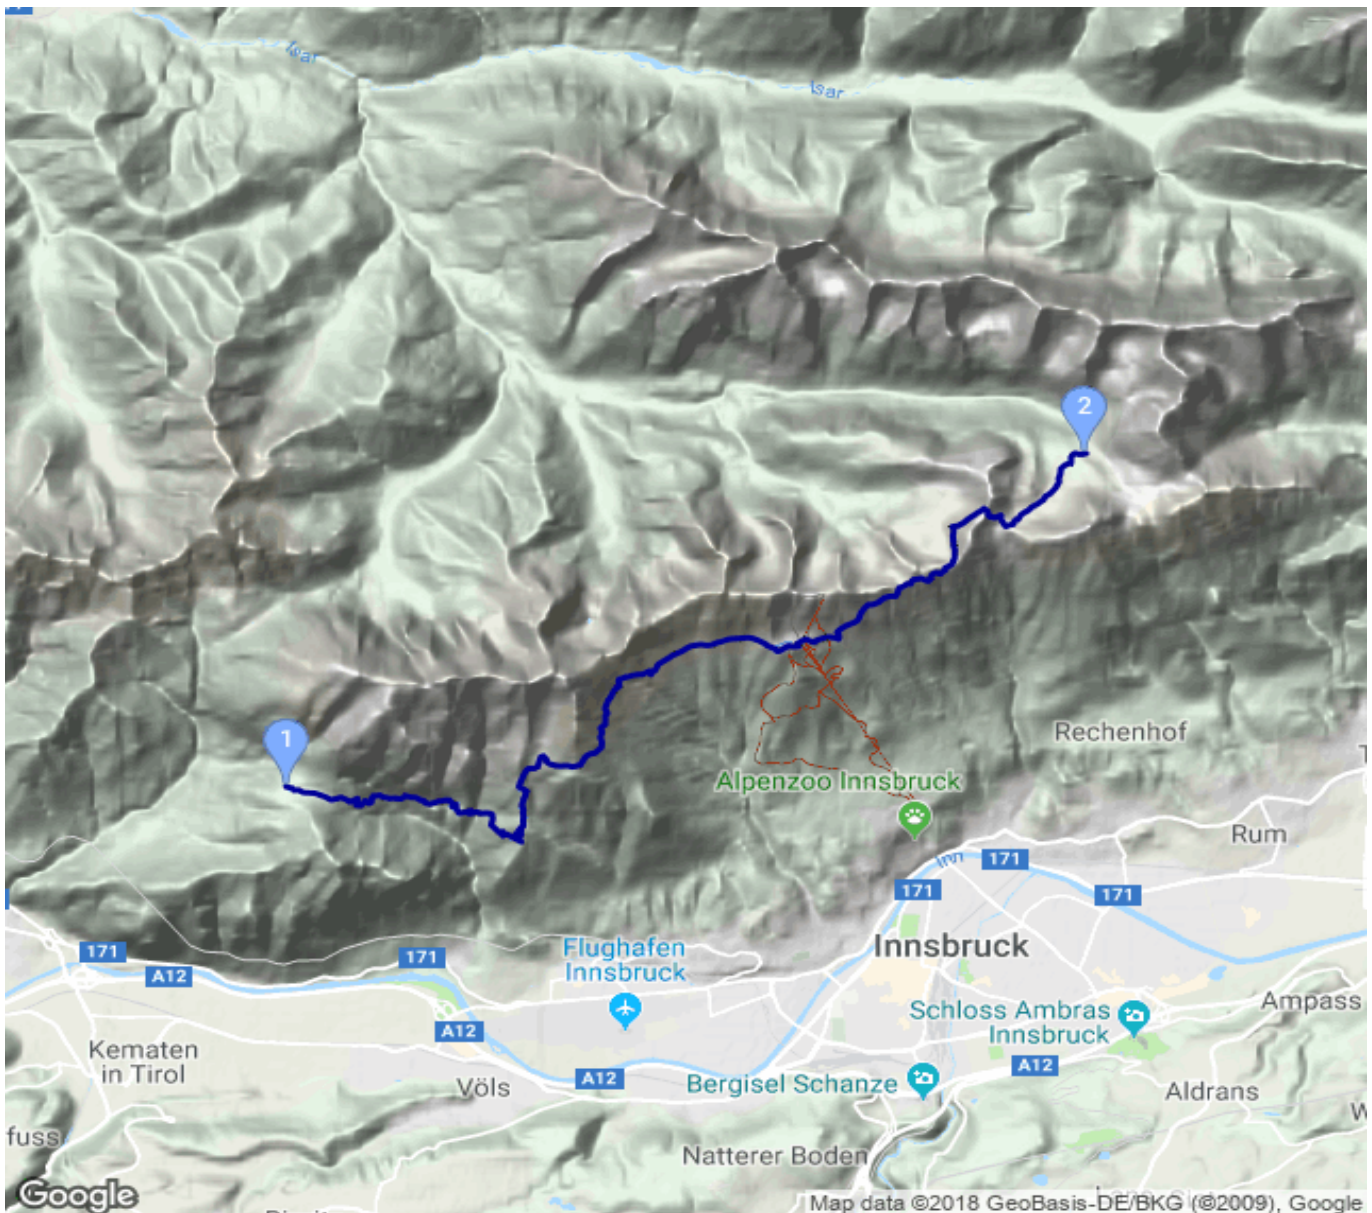 Isar
Isar
2
1
Rechenhof
Alpenzoo Innsbruck
Rum
Inn
171
171
171
171
171
A12
Flughafen
Innsbruck
Innsbruck
A12
Schloss Ambras
Innsbruck
Ampass
Kematen
in Tirol
Völs
A12
Bergisel Schanze
A12
Aldrans
fuss
Natterer Boden
Google
Map data ©2018 GeoBasis-DE/BKG (©2009), Google